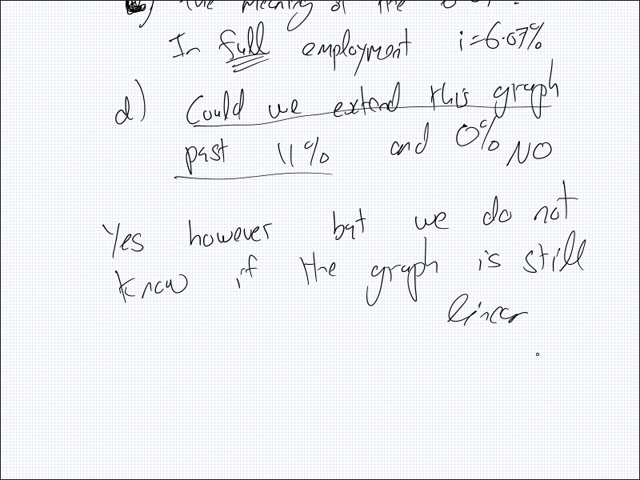 the meaning of the
In full employment i=6.07%
d) Could we extend this graph
past 11% and 0% NO
Yes however but we do not
know if the graph is still
linear